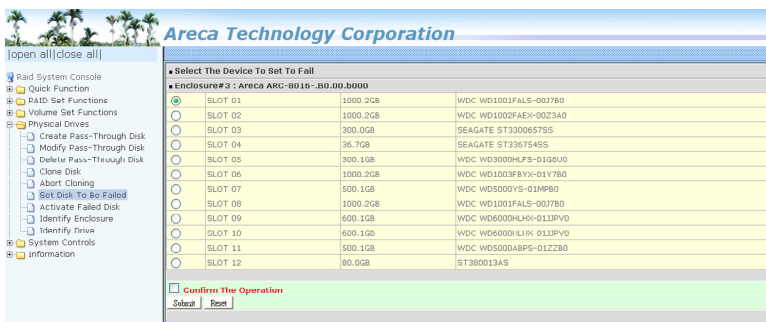 Areca Technology Corporation
|open all|close all|
Raid System Console
Quick Function
RAID Set Functions
Volume Set Functions
Physical Drives
Create Pass-Through Disk
Modify Pass-Through Disk
Delete Pass-Through Disk
Clone Disk
Abort Cloning
Set Disk To Be Failed
Activate Failed Disk
Identify Enclosure
Identify Drive
System Controls
Information
Select The Device To Set To Fail
Enclosure#3 : Areca ARC-8016-.B0.00.b000
SLOT 01 1000.2GB WDC WD1001FALS-00J7B0
SLOT 02 1000.2GB WDC WD1002FAEX-00Z3A0
SLOT 03 300.0GB SEAGATE ST3300657SS
SLOT 04 36.7GB SEAGATE ST336754SS
SLOT 05 300.1GB WDC WD3000HLFS-01G6U0
SLOT 06 1000.2GB WDC WD1003FBYX-01Y7B0
SLOT 07 500.1GB WDC WD5000YS-01MPB0
SLOT 08 1000.2GB WDC WD1001FALS-00J7B0
SLOT 09 600.1GB WDC WD6000HLHX-01JJPV0
SLOT 10 600.1GB WDC WD6000HLHX-01JJPV0
SLOT 11 500.1GB WDC WD5000ABPS-01ZZB0
SLOT 12 80.0GB ST380013AS
Confirm The Operation
Submit Reset